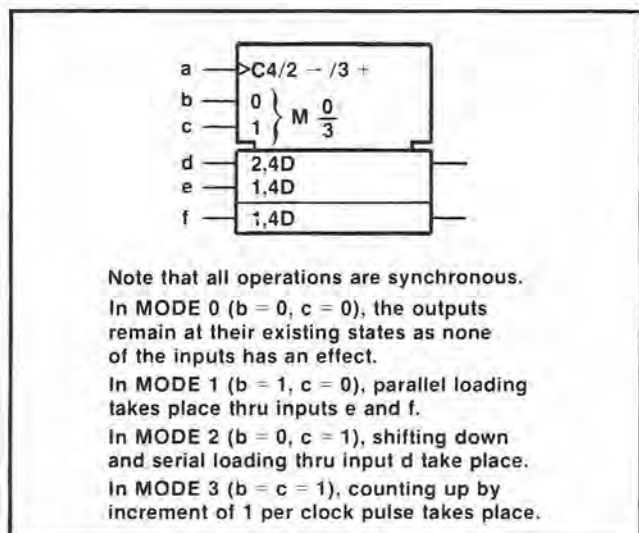 a >C4/2 - /3 +
b 0
c 1 } M 0/3
d 2,4D
e 1,4D
f 1,4D
Note that all operations are synchronous.
In MODE 0 (b = 0, c = 0), the outputs
remain at their existing states as none
of the inputs has an effect.
In MODE 1 (b = 1, c = 0), parallel loading
takes place thru inputs e and f.
In MODE 2 (b = 0, c = 1), shifting down
and serial loading thru input d take place.
In MODE 3 (b = c = 1), counting up by
increment of 1 per clock pulse takes place.